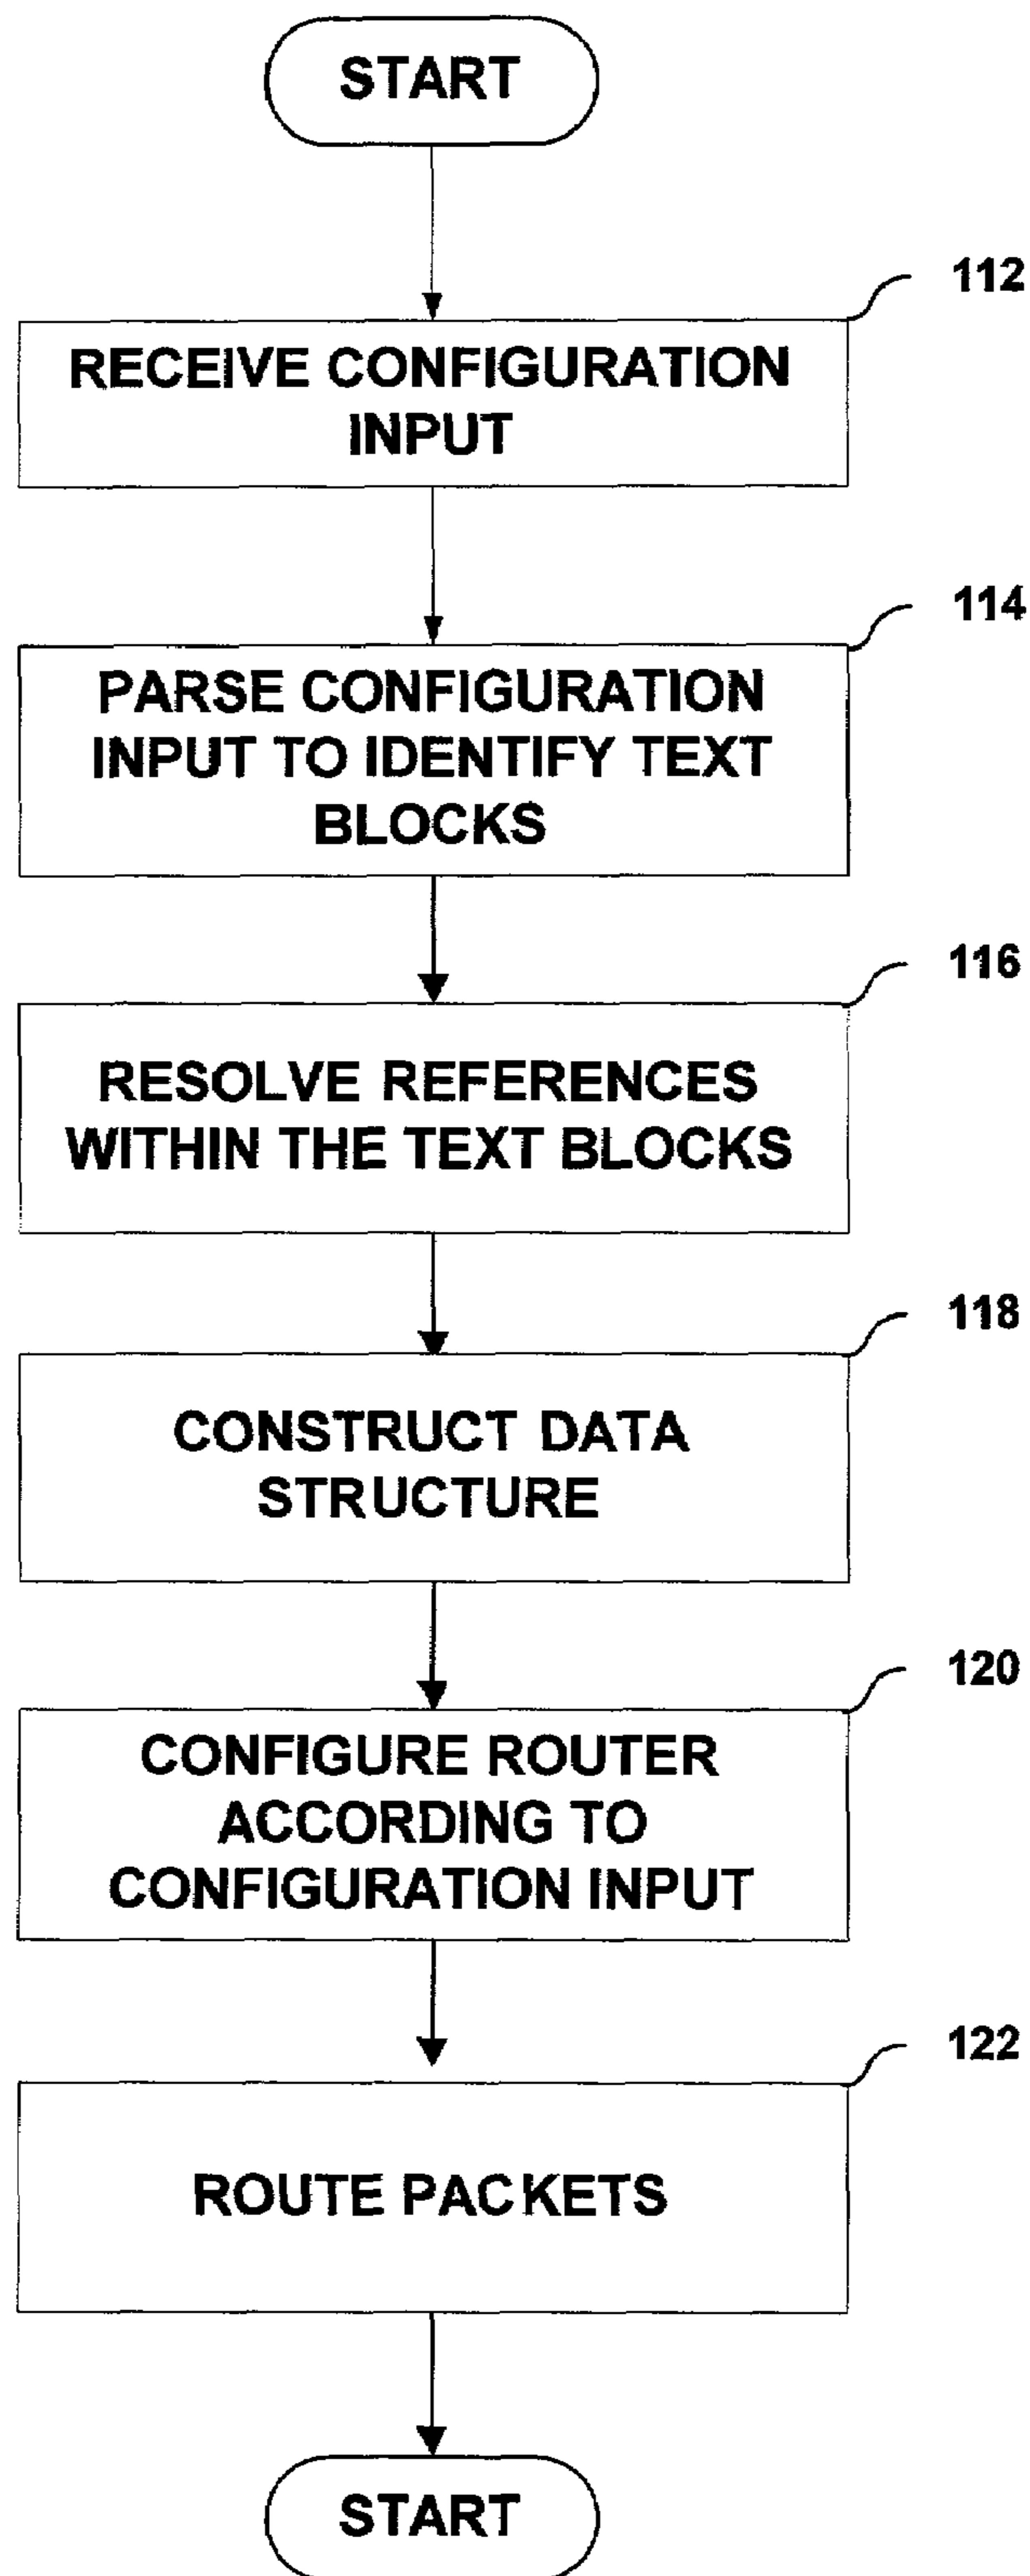 START
112
RECEIVE CONFIGURATION
INPUT
114
PARSE CONFIGURATION
INPUT TO IDENTIFY TEXT
BLOCKS
116
RESOLVE REFERENCES
WITHIN THE TEXT BLOCKS
118
CONSTRUCT DATA
STRUCTURE
120
CONFIGURE ROUTER
ACCORDING TO
CONFIGURATION INPUT
122
ROUTE PACKETS
START